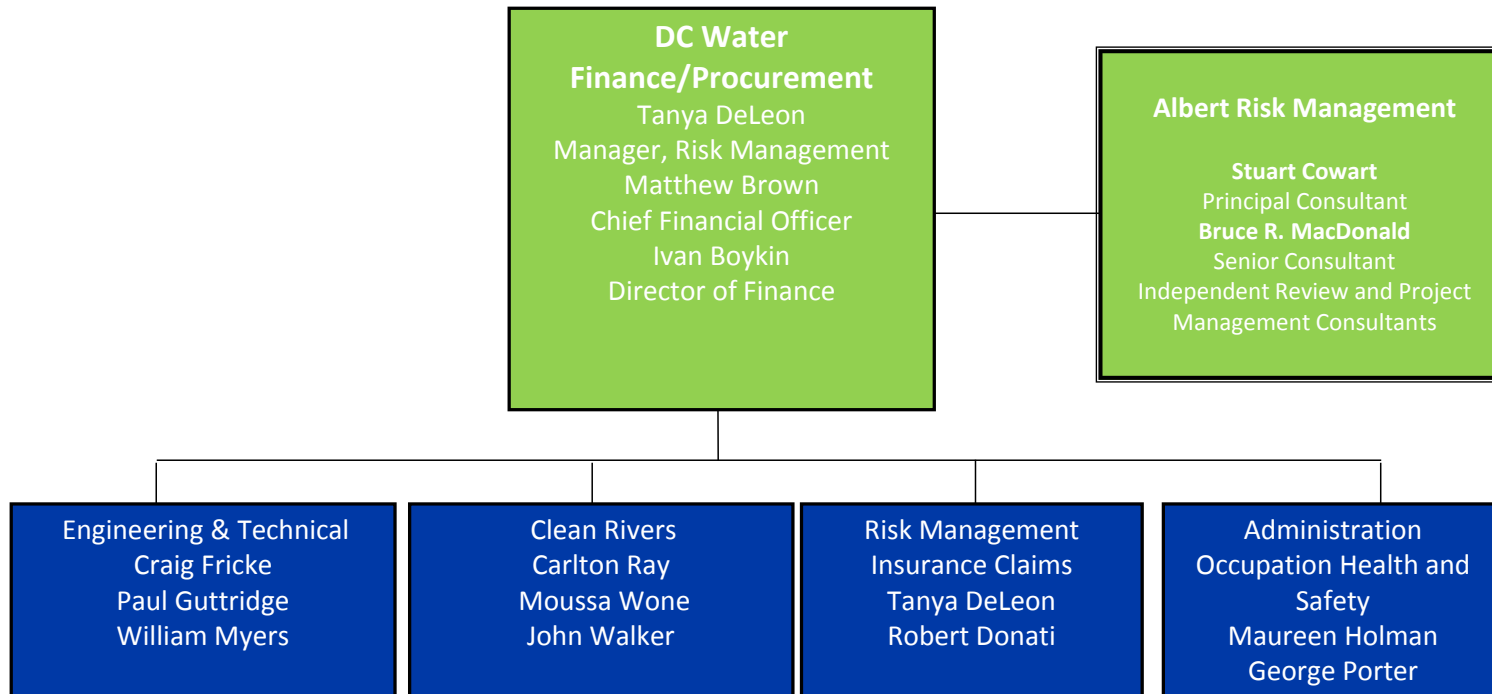 DC Water
Finance/Procurement
Tanya DeLeon
Manager, Risk Management
Matthew Brown
Chief Financial Officer
Ivan Boykin
Director of Finance
Albert Risk Management
Stuart Cowart
Principal Consultant
Bruce R. MacDonald
Senior Consultant
Independent Review and Project
Management Consultants
Engineering & Technical
Craig Fricke
Paul Guttridge
William Myers
Clean Rivers
Carlton Ray
Moussa Wone
John Walker
Risk Management
Insurance Claims
Tanya DeLeon
Robert Donati
Administration
Occupation Health and
Safety
Maureen Holman
George Porter